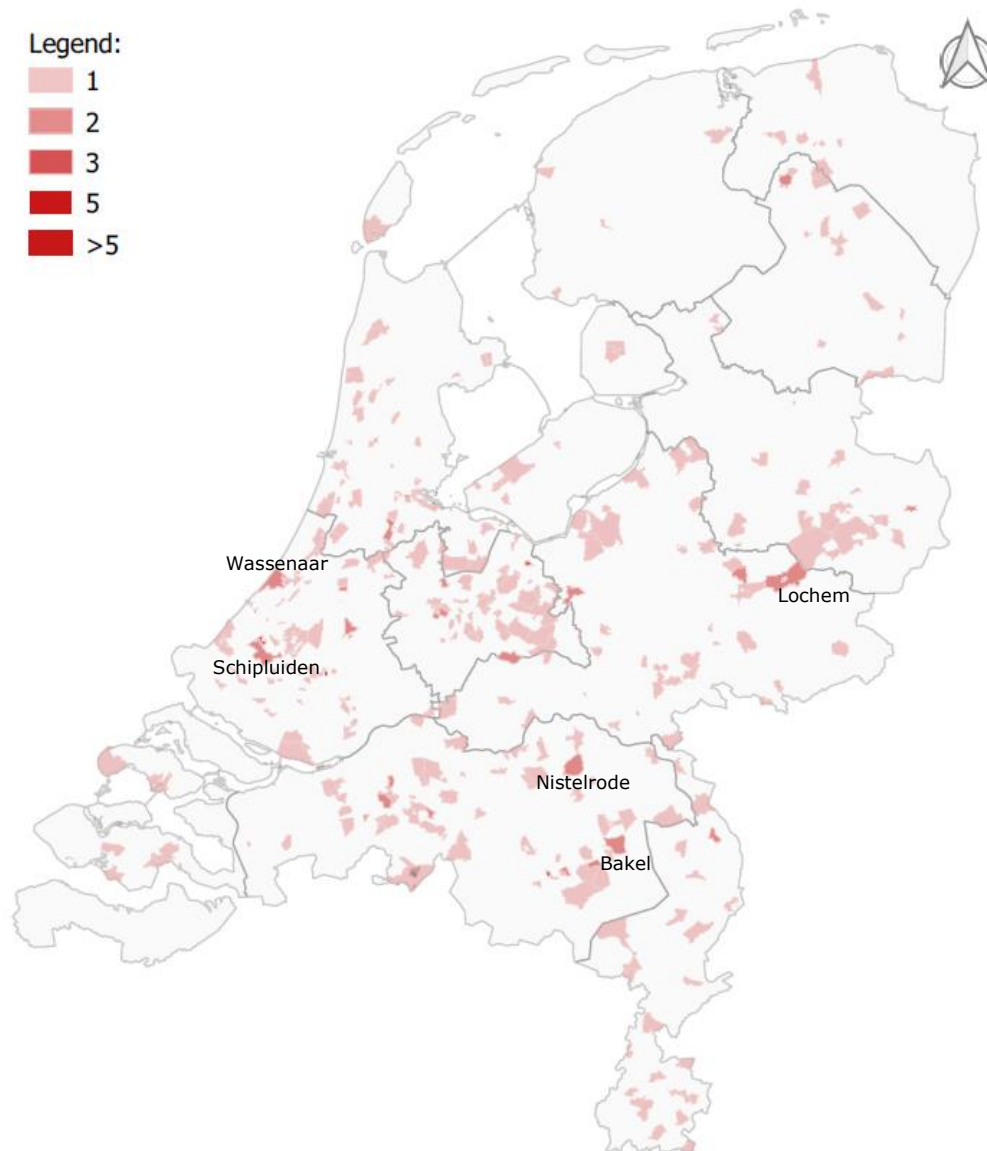 Legend:
1
2
3
5
>5
Wassenaar
Lochem
Schipluiden
Nistelrode
Bakel